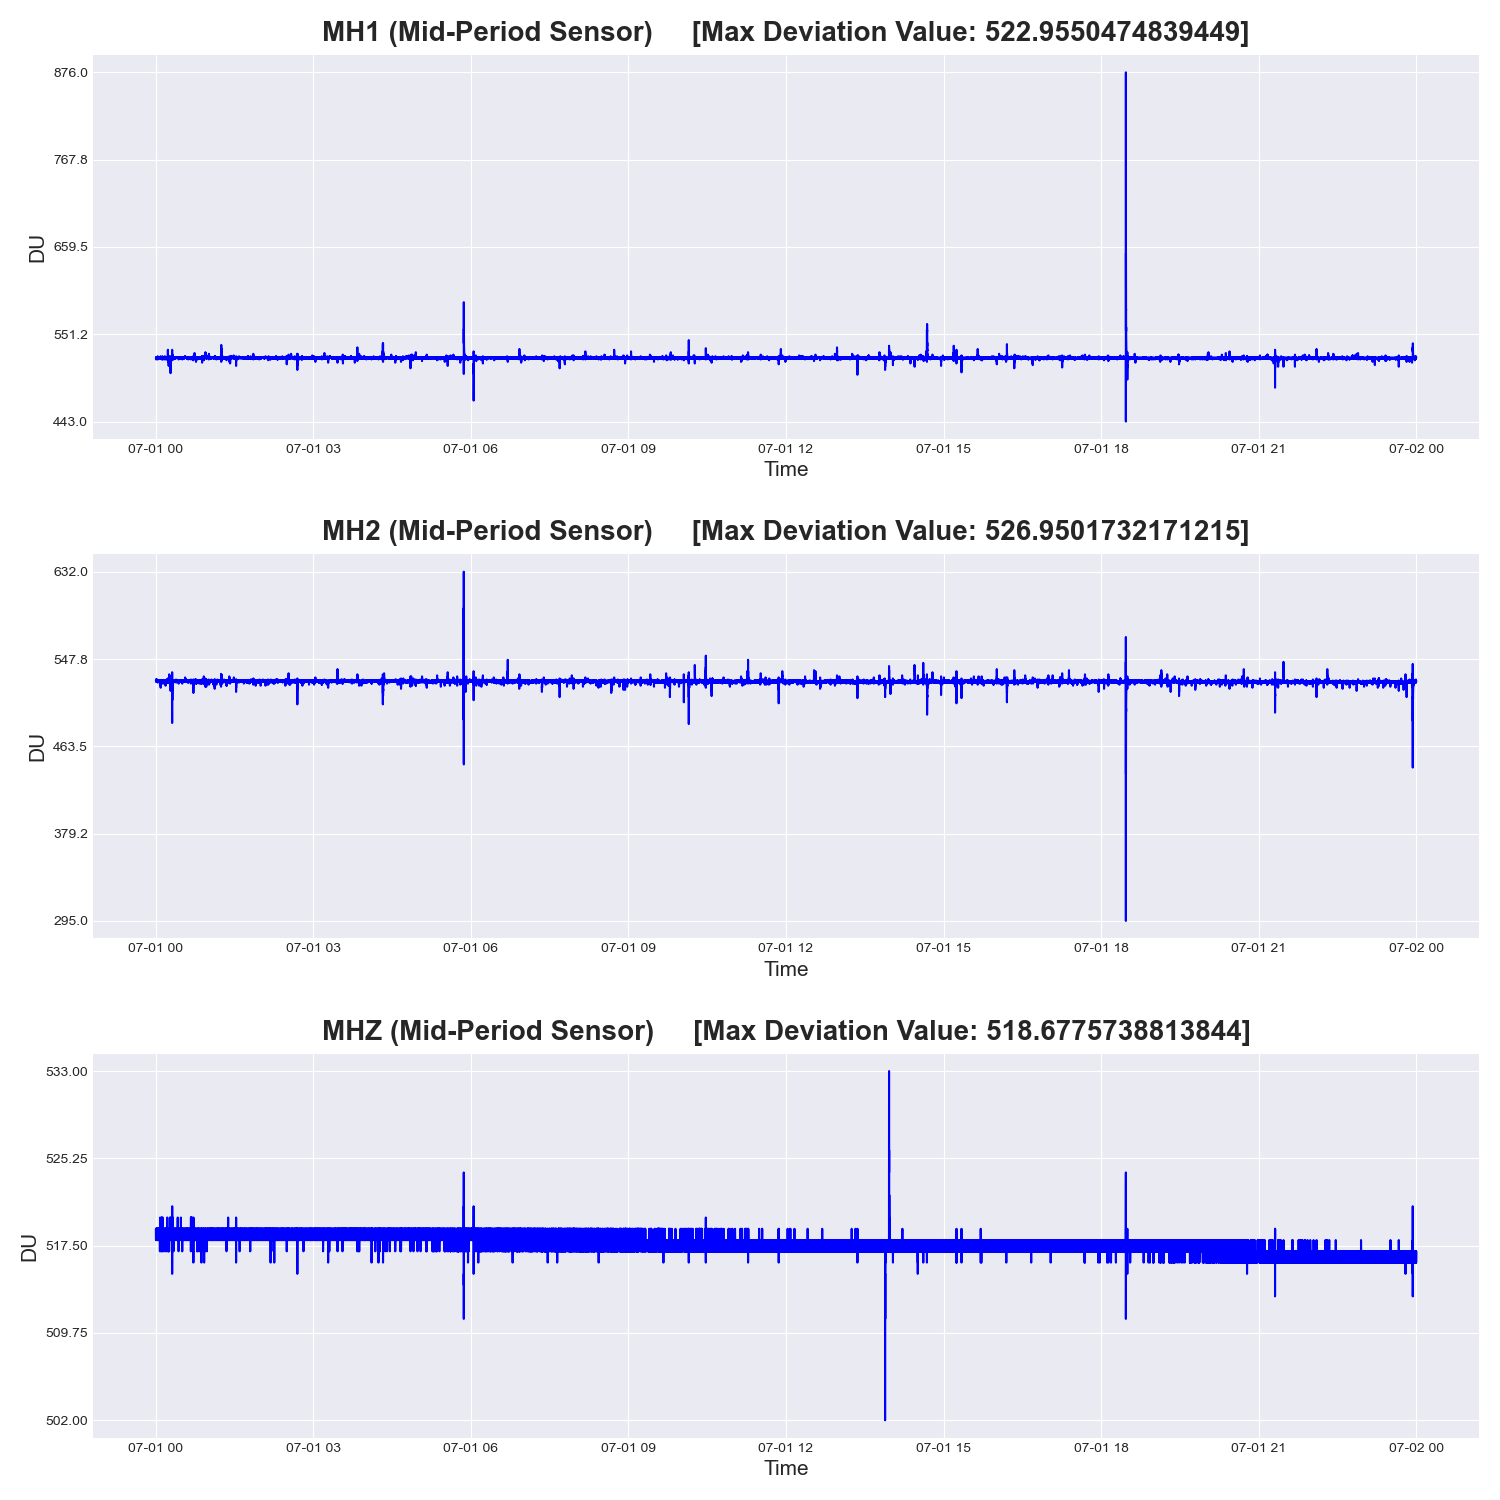 MH1 (Mid-Period Sensor) [Max Deviation Value: 522.9550474839449]
876.0
767.8
659.5
551.2
443.0
DU
07-01 00 07-01 03 07-01 06 07-01 09 07-01 12 07-01 15 07-01 18 07-01 21 07-02 00
Time
MH2 (Mid-Period Sensor) [Max Deviation Value: 526.9501732171215]
632.0
547.8
463.5
379.2
295.0
DU
07-01 00 07-01 03 07-01 06 07-01 09 07-01 12 07-01 15 07-01 18 07-01 21 07-02 00
Time
MHZ (Mid-Period Sensor) [Max Deviation Value: 518.6775738813844]
533.00
525.25
517.50
509.75
502.00
DU
07-01 00 07-01 03 07-01 06 07-01 09 07-01 12 07-01 15 07-01 18 07-01 21 07-02 00
Time